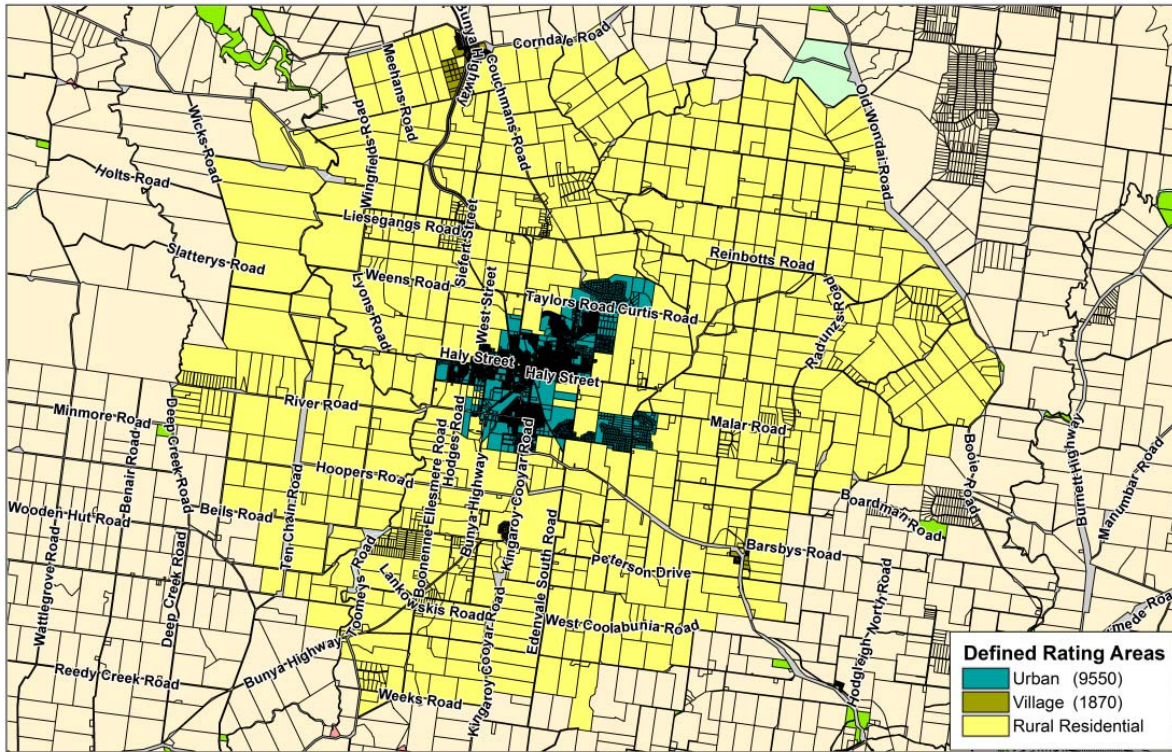 Bunya Highway
Corndale Road
Meehans Road
Couchmans Road
Old Wondai Road
Wicks Road
Wingfields Road
Holts Road
Liesegangs Road
Siefert Street
Slatterys Road
Reinbotts Road
Weens Road
Lyons Road
West Street
Taylors Road
Curtis Road
Radunzs Road
Haly Street
Haly Street
River Road
Minmore Road
Malar Road
Deep Creek Road
Benair Road
Hodges Road
Boonenne Ellesmere Road
Bunya Highway
Kingaroy Cooyar Road
Hoopers Road
Booie Road
Burnett Highway
Manumbar Road
Boardman Road
Wooden Hut Road
Beils Road
Ten Chain Road
Edenvale South Road
Barsbys Road
Peterson Drive
Wattlegrove Road
Deep Creek Road
Toomeys Road
Lankowskis Road
Kingaroy Cooyar Road
West Coolabunia Road
Hodgleigh North Road
mede Roa
Reedy Creek Road
Bunya Highway
Weeks Road
Defined Rating Areas
Urban (9550)
Village (1870)
Rural Residential